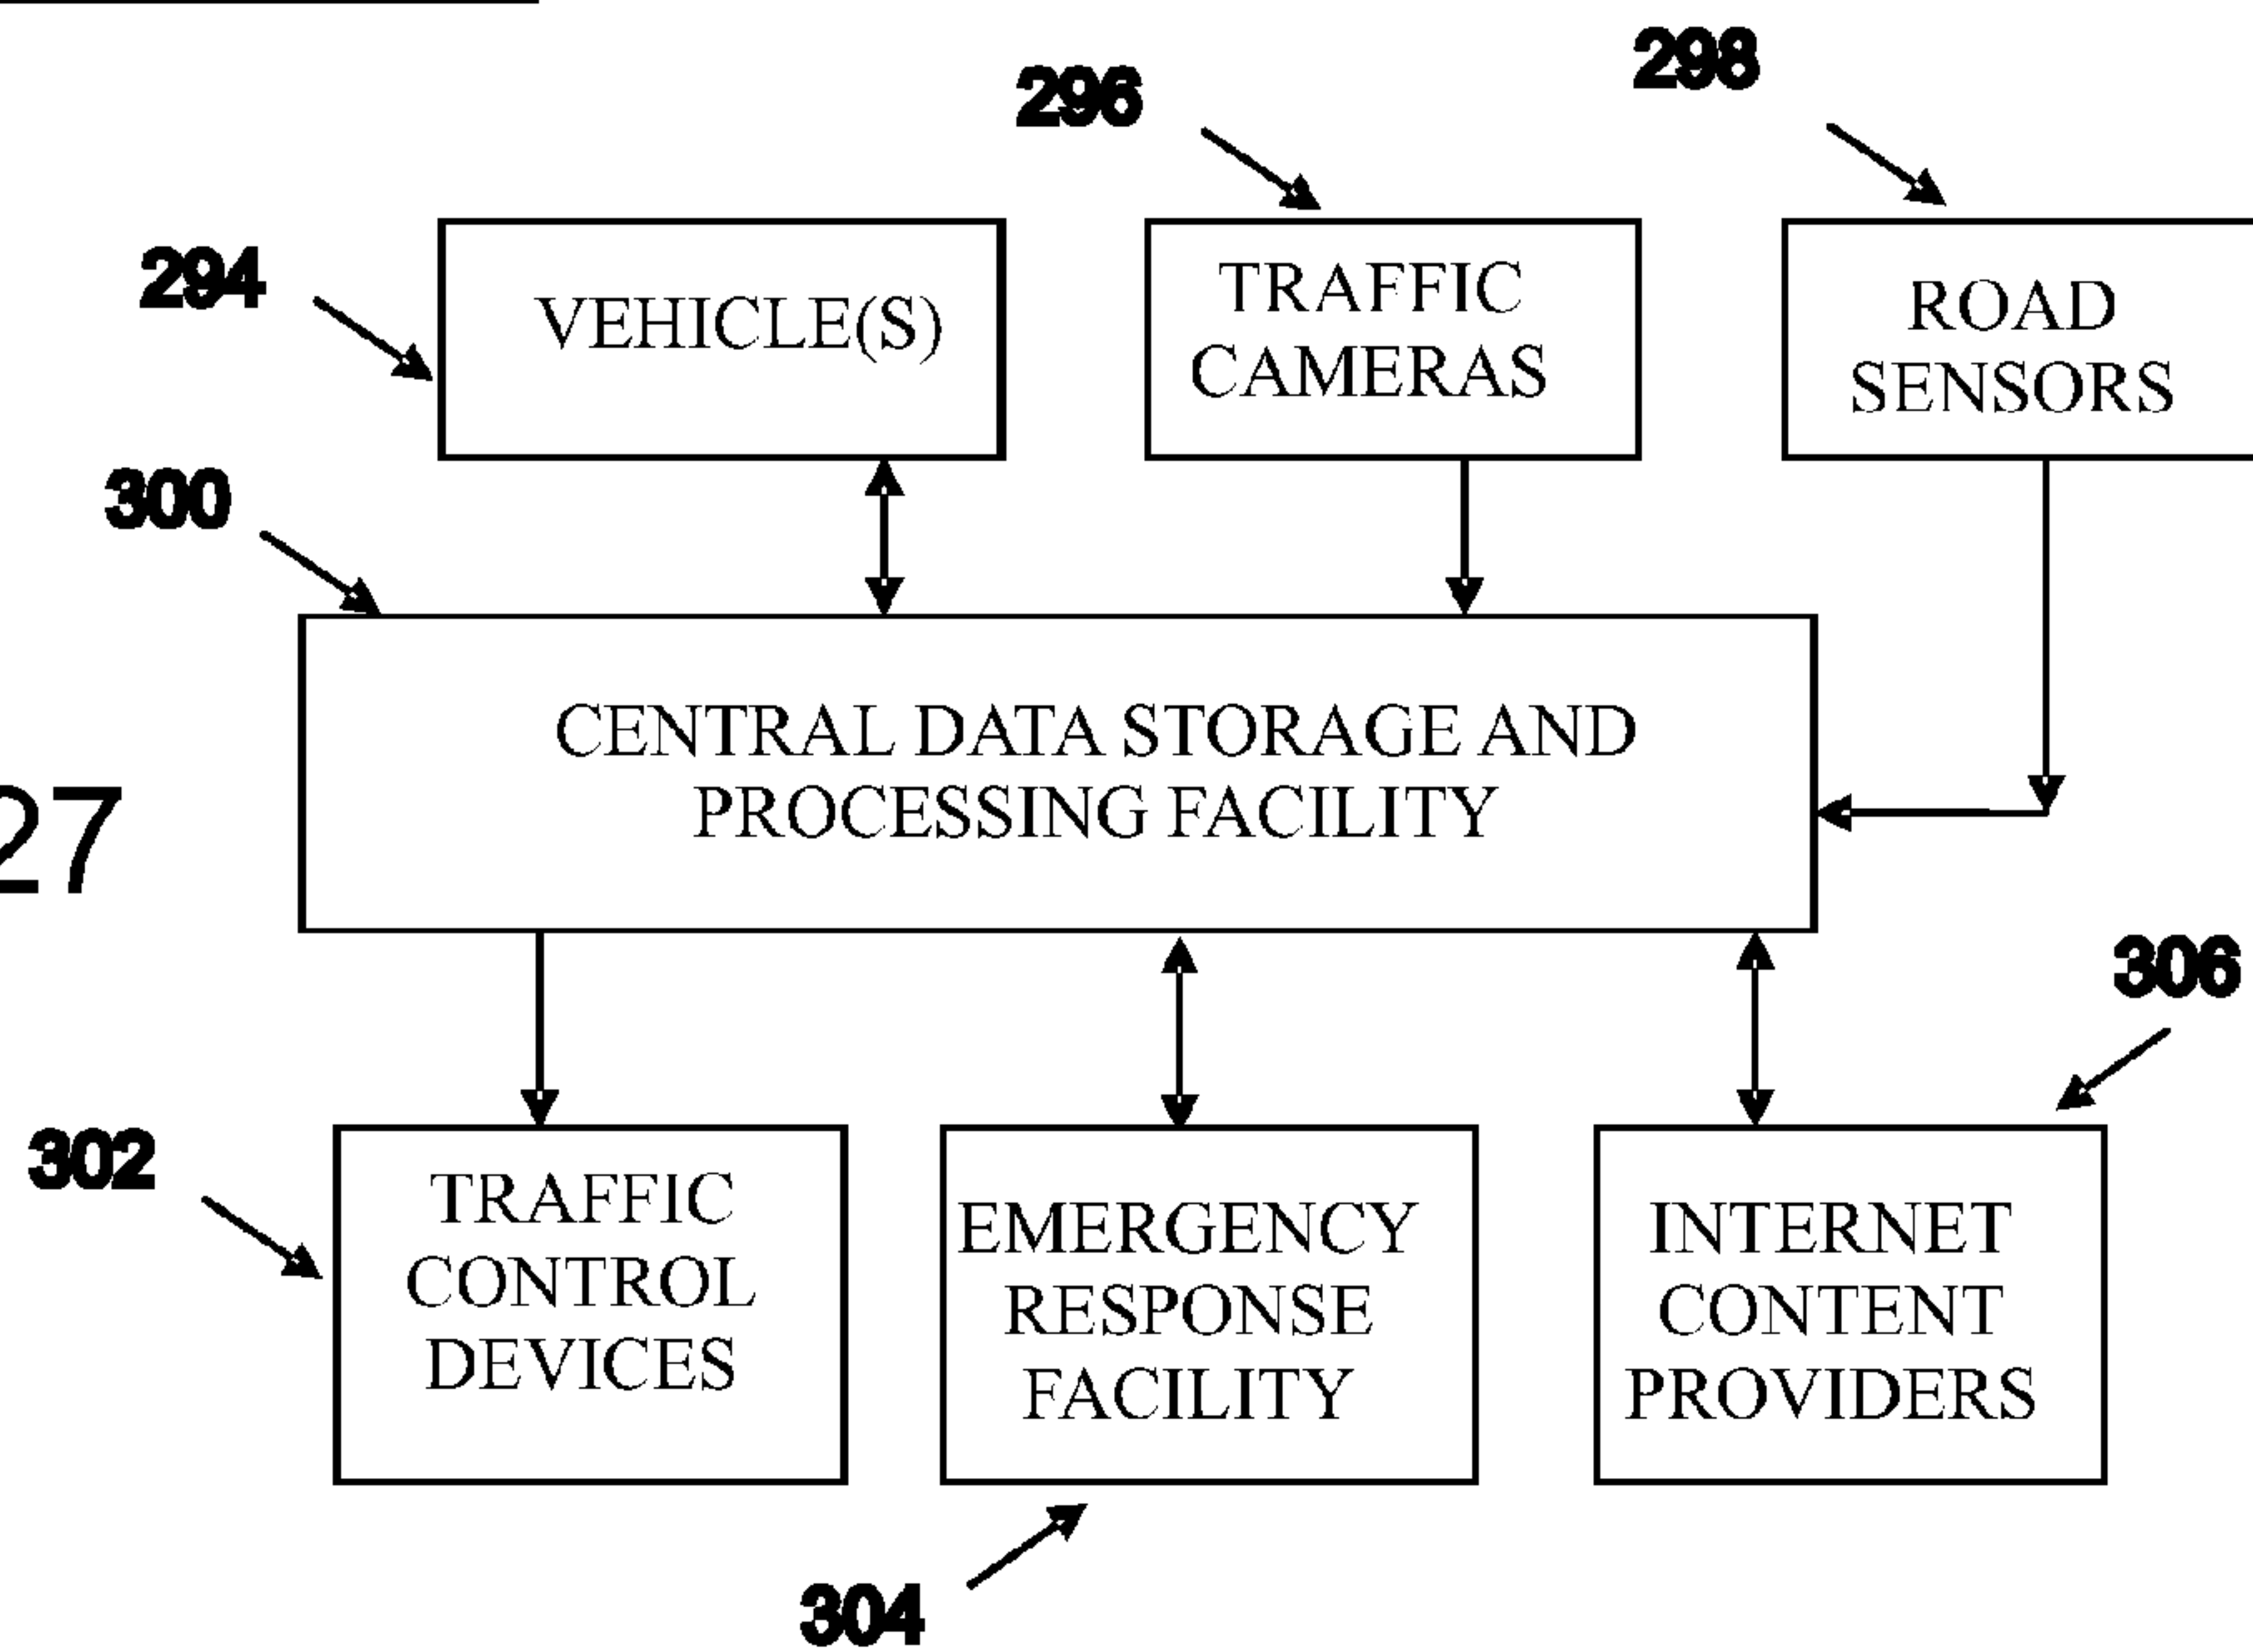 298
296
294
VEHICLE(S)
TRAFFIC
CAMERAS
ROAD
SENSORS
300
CENTRAL DATA STORAGE AND
PROCESSING FACILITY
27
306
302
TRAFFIC
CONTROL
DEVICES
EMERGENCY
RESPONSE
FACILITY
INTERNET
CONTENT
PROVIDERS
304